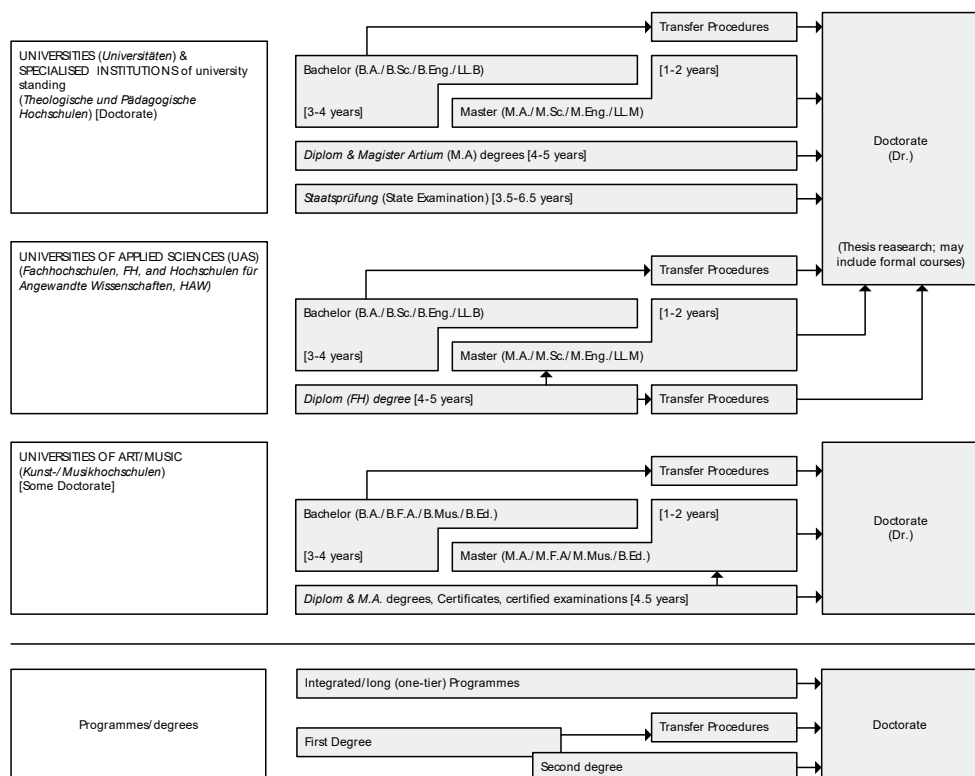 UNIVERSITIES (Universitäten) &
SPECIALISED INSTITUTIONS of university
standing
(Theologische und Pädagogische
Hochschulen) [Doctorate)
Transfer Procedures
Bachelor (B.A./B.Sc./B.Eng./LL.B)
[1-2 years]
[3-4 years]
Master (M.A./M.Sc./M.Eng./LL.M)
Diplom & Magister Artium (M.A) degrees [4-5 years]
Staatsprüfung (State Examination) [3.5-6.5 years]
Doctorate
(Dr.)
(Thesis reasearch; may
include formal courses)
UNIVERSITIES OF APPLIED SCIENCES (UAS)
(Fachhochschulen, FH, and Hochschulen für
Angewandte Wissenschaften, HAW)
Transfer Procedures
Bachelor (B.A./B.Sc./B.Eng./LL.B)
[1-2 years]
[3-4 years]
Master (M.A./M.Sc./M.Eng./LL.M)
Diplom (FH) degree [4-5 years]
Transfer Procedures
UNIVERSITIES OF ART/MUSIC
(Kunst-/Musikhochschulen)
[Some Doctorate]
Transfer Procedures
Bachelor (B.A./B.F.A./B.Mus./B.Ed.)
[1-2 years]
[3-4 years]
Master (M.A./M.F.A/M.Mus./B.Ed.)
Diplom & M.A. degrees, Certificates, certified examinations [4.5 years]
Doctorate
(Dr.)
Programmes/degrees
Integrated/long (one-tier) Programmes
Transfer Procedures
First Degree
Second degree
Doctorate